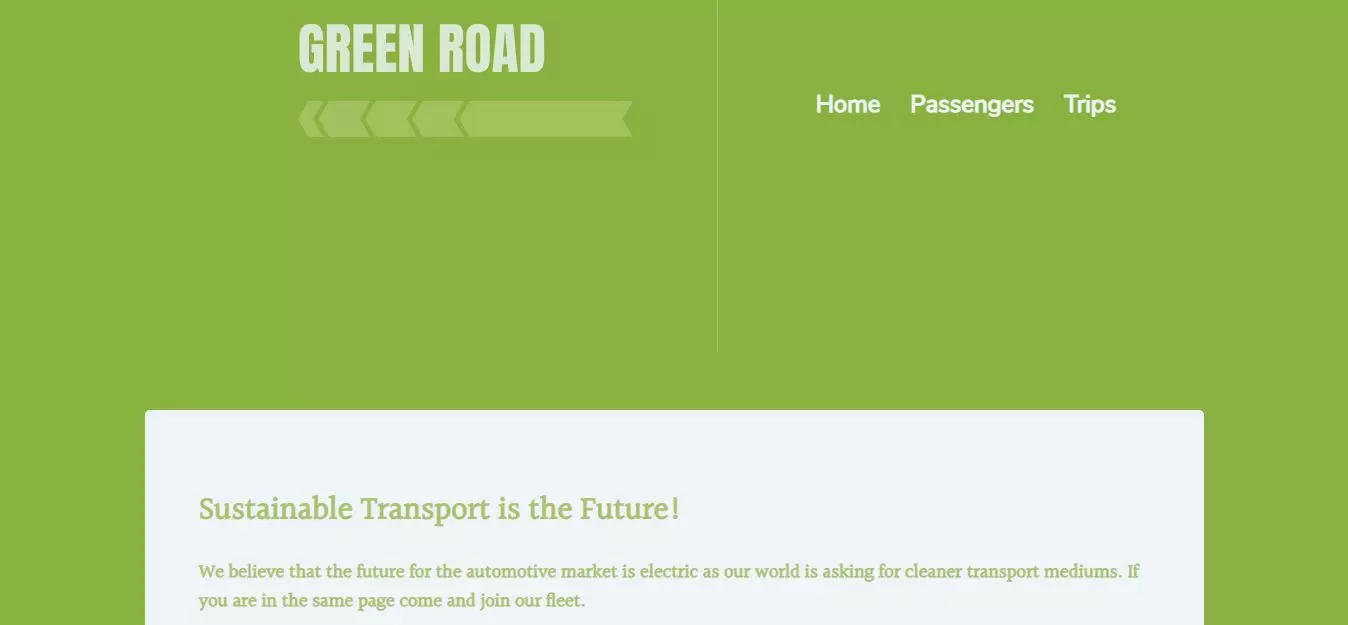 GREEN ROAD
Home Passengers Trips
Sustainable Transport is the Future!
We believe that the future for the automotive market is electric as our world is asking for cleaner transport mediums. If
you are in the same page come and join our fleet.